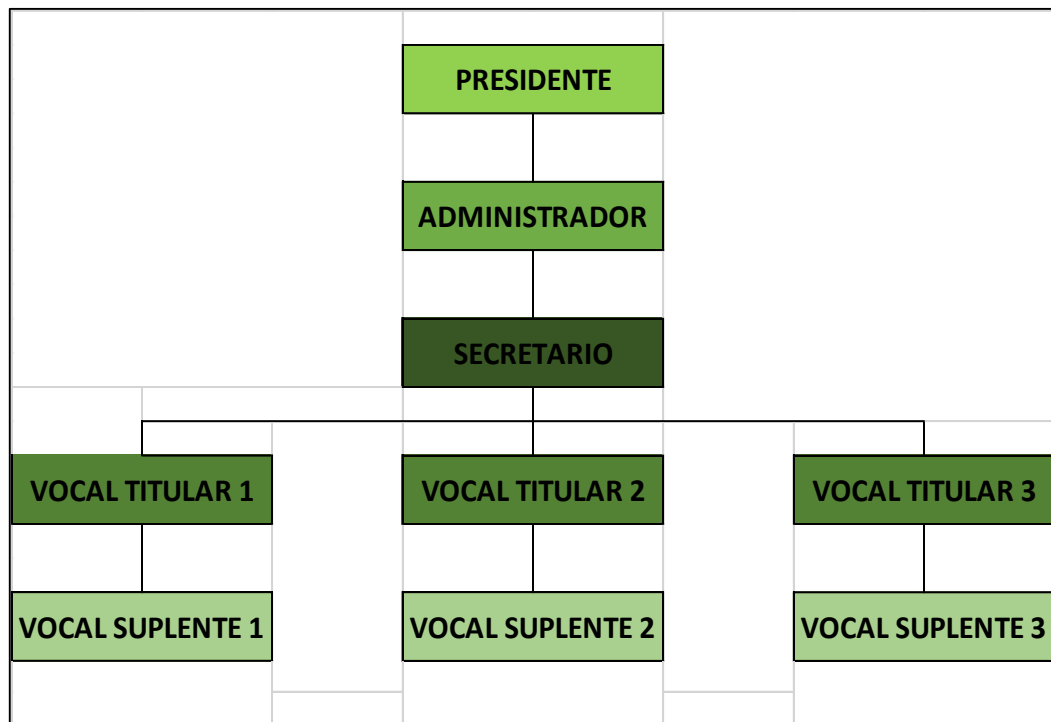 PRESIDENTE
ADMINISTRADOR
SECRETARIO
VOCAL TITULAR 1
VOCAL TITULAR 2
VOCAL TITULAR 3
VOCAL SUPLENTE 1
VOCAL SUPLENTE 2
VOCAL SUPLENTE 3